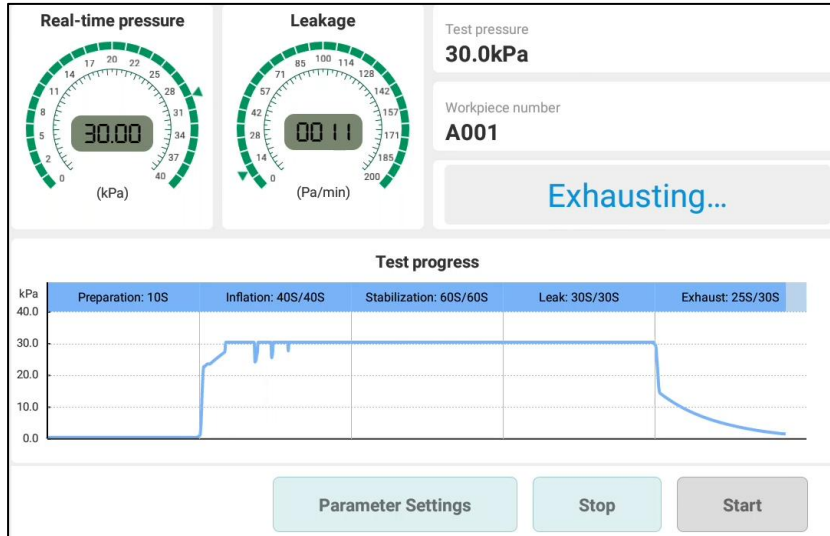 Real-time pressure
0
2
5
8
11
14
17
20
22
25
28
31
34
37
40
30.00
(kPa)
Leakage
0
14
28
42
57
71
85
100
114
128
142
157
171
185
200
0011
(Pa/min)
Test pressure
30.0kPa
Workpiece number
A001
Exhausting...
Test progress
kPa
Preparation: 10S
Inflation: 40S/40S
Stabilization: 60S/60S
Leak: 30S/30S
Exhaust: 25S/30S
40.0
30.0
20.0
10.0
0.0
Parameter Settings
Stop
Start